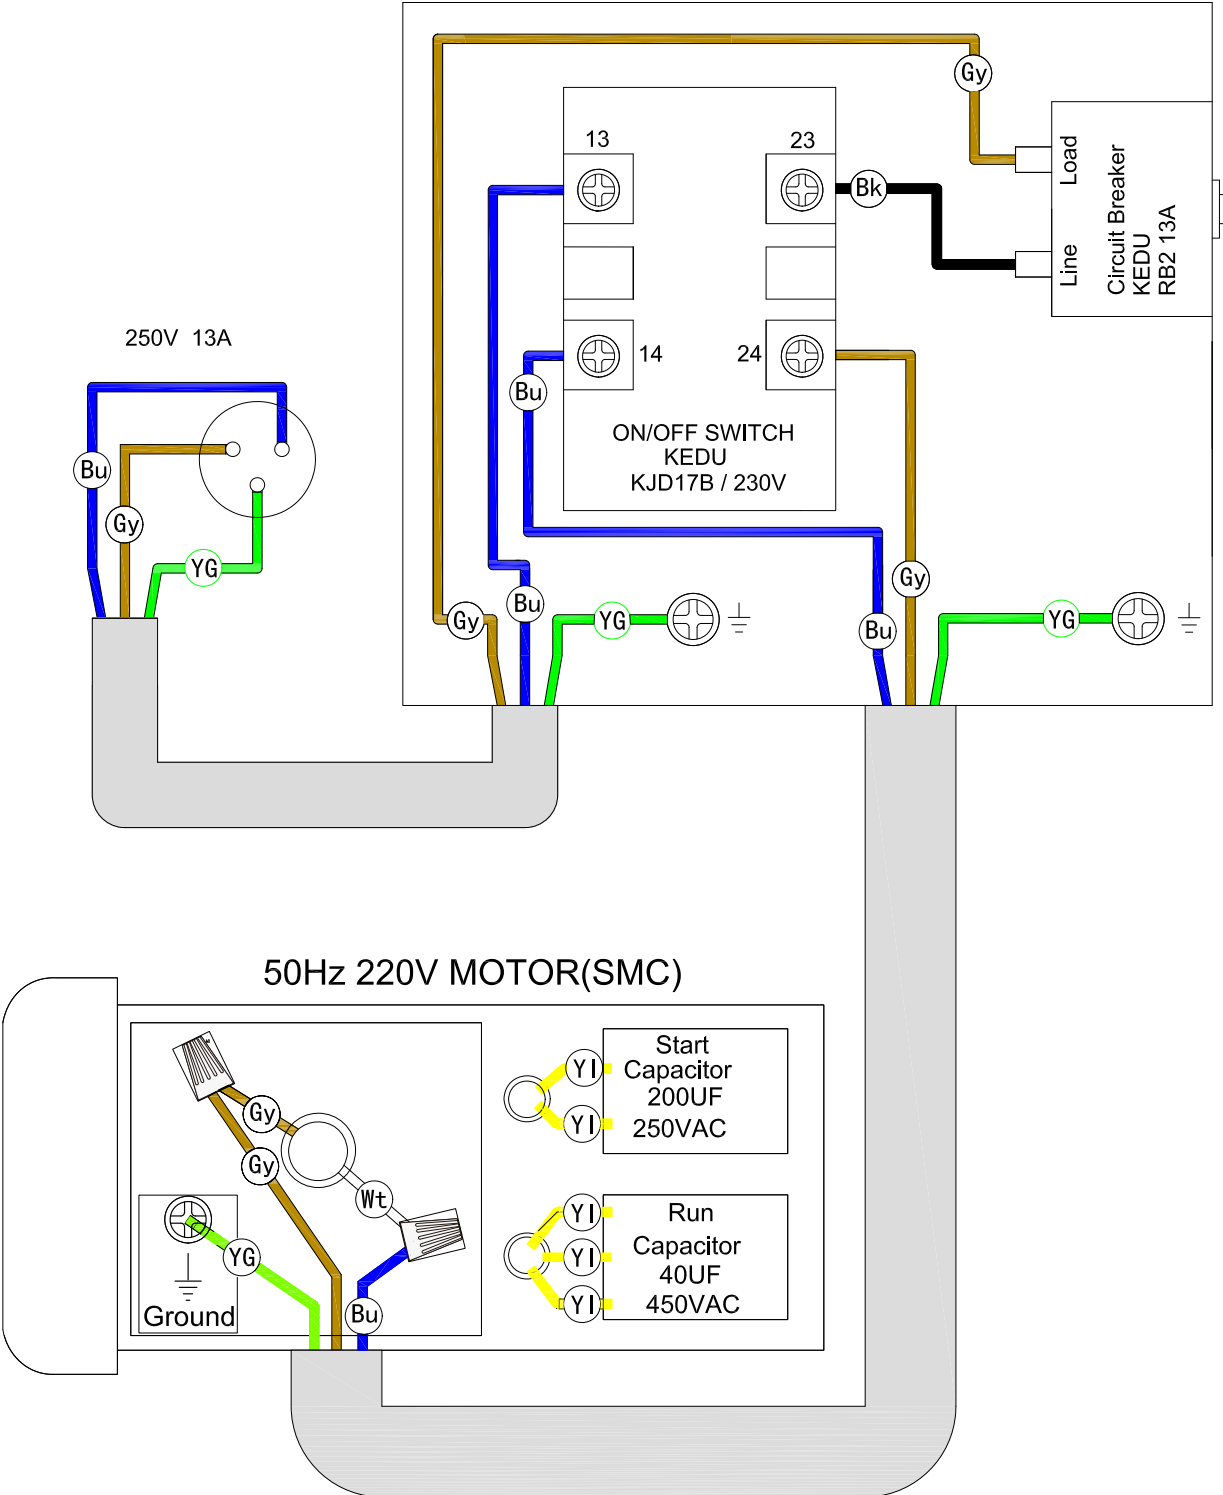 Gy
13
23
Bk
Load
Line
Circuit Breaker
KEDU
RB2 13A
250V 13A
14
24
Bu
ON/OFF SWITCH
KEDU
KJD17B / 230V
Bu
Gy
YG
Gy
Bu
YG
Gy
Bu
YG
50Hz 220V MOTOR(SMC)
Gy
Gy
Wt
YG
Ground
Bu
Yl
Yl
Start
Capacitor
200UF
250VAC
Yl
Yl
Yl
Run
Capacitor
40UF
450VAC